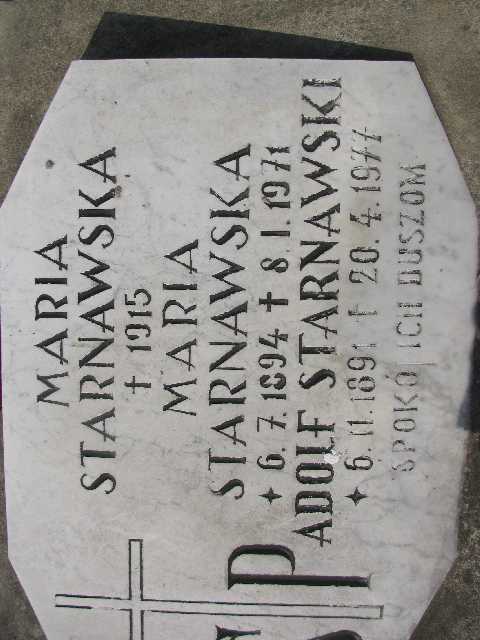 MARIA
STARNAWSKA
† 1915
MARIA
STARNAWSKA
✦ 6.7.1894 † 8.1.1971
ADOLF STARNAWSKI
✦ 6.11.1891 † 20.4.1977
SPOKÓJ ICH DUSZOM
P